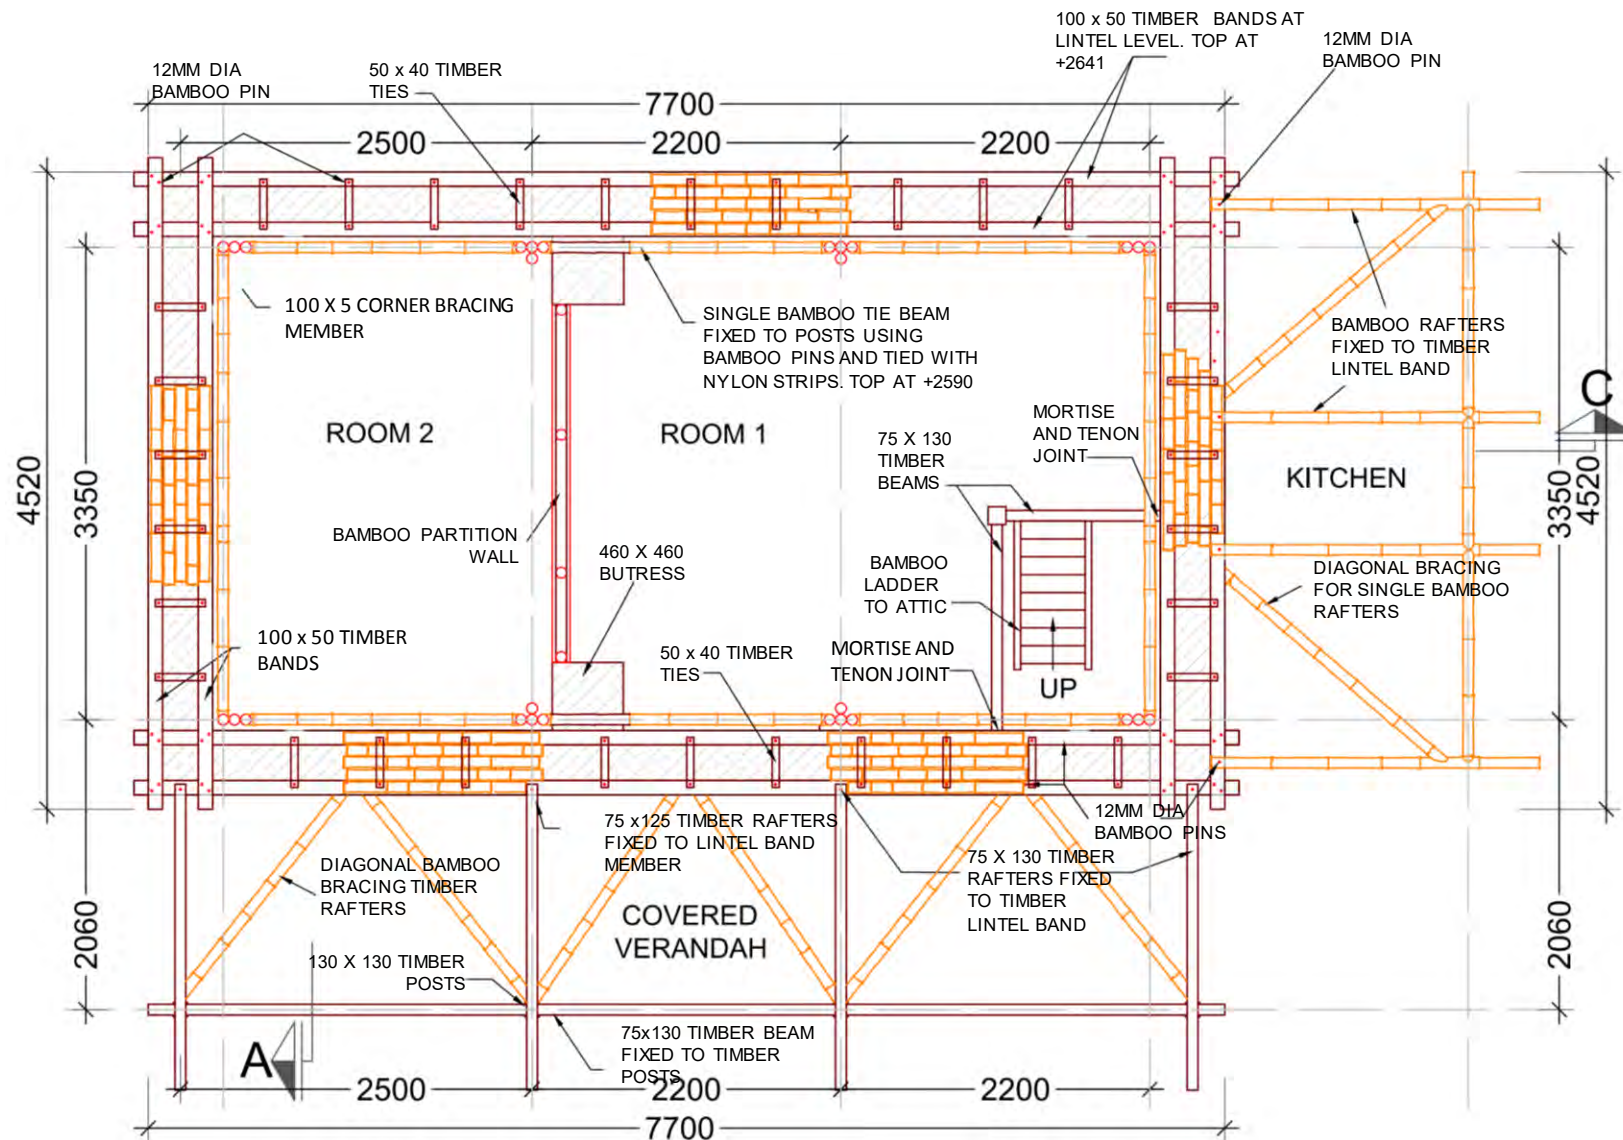 100 x 50 TIMBER BANDS AT
LINTEL LEVEL. TOP AT
+2641
12MM DIA
BAMBOO PIN
12MM DIA
BAMBOO PIN
50 x 40 TIMBER
TIES
7700
2500
2200
2200
100 X 5 CORNER BRACING
MEMBER
SINGLE BAMBOO TIE BEAM
FIXED TO POSTS USING
BAMBOO PINS AND TIED WITH
NYLON STRIPS. TOP AT +2590
BAMBOO RAFTERS
FIXED TO TIMBER
LINTEL BAND
C
ROOM 2
ROOM 1
75 X 130
TIMBER
BEAMS
MORTISE
AND TENON
JOINT
KITCHEN
4520
3350
3350
4520
BAMBOO PARTITION
WALL
460 X 460
BUTRESS
BAMBOO
LADDER
TO ATTIC
DIAGONAL BRACING
FOR SINGLE BAMBOO
RAFTERS
100 x 50 TIMBER
BANDS
50 x 40 TIMBER
TIES
MORTISE AND
TENON JOINT
UP
75 x125 TIMBER RAFTERS
FIXED TO LINTEL BAND
MEMBER
12MM DIA
BAMBOO PINS
DIAGONAL BAMBOO
BRACING TIMBER
RAFTERS
75 X 130 TIMBER
RAFTERS FIXED
TO TIMBER
LINTEL BAND
COVERED
VERANDAH
2060
2060
130 X 130 TIMBER
POSTS
A
75x130 TIMBER BEAM
FIXED TO TIMBER
POSTS
2500
2200
2200
7700